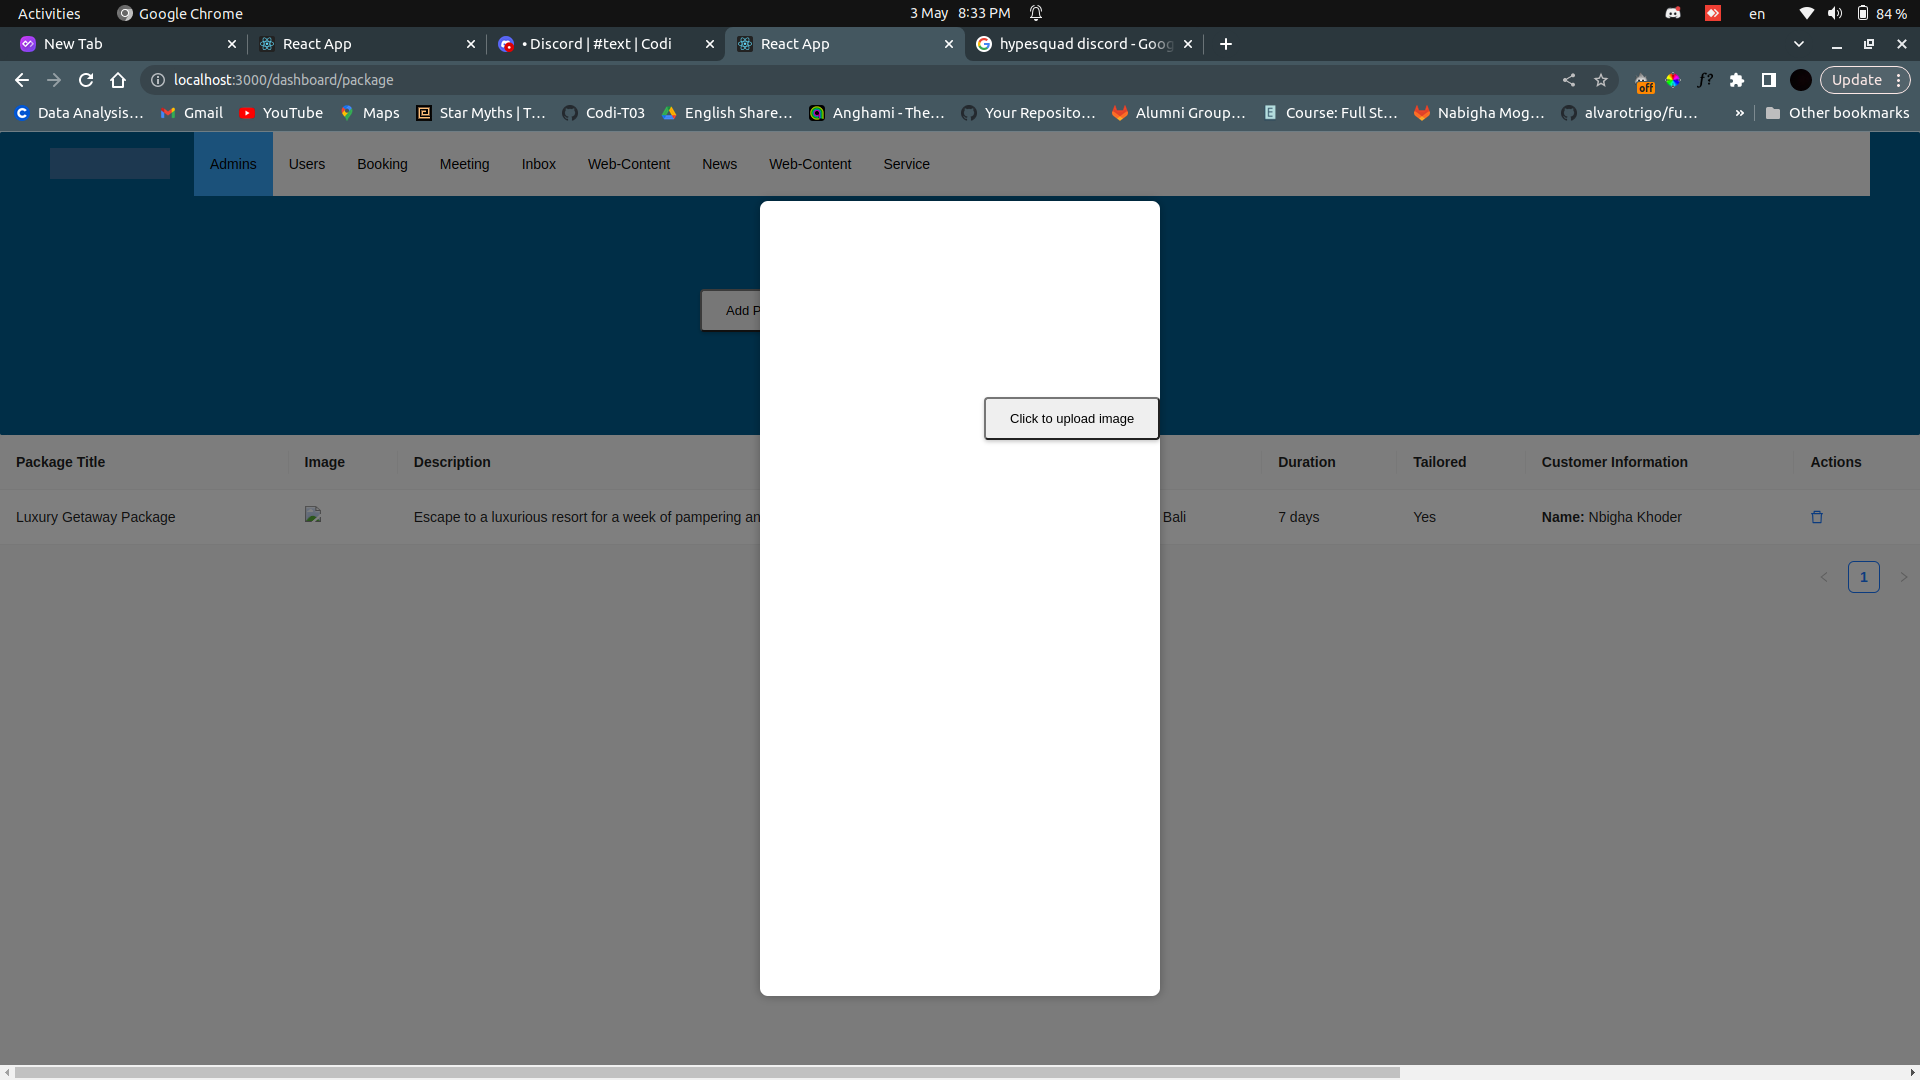 Activities Google Chrome 3 May 8:33 PM en 84 %
New Tab React App • Discord | #text | Codi React App hypesquad discord - Goog
localhost:3000/dashboard/package off f? Update
Data Analysis… Gmail YouTube Maps Star Myths | T… Codi-T03 English Share… Anghami - The… Your Reposito… Alumni Group… Course: Full St… Nabigha Mog… alvarotrigo/fu… » Other bookmarks
Admins Users Booking Meeting Inbox Web-Content News Web-Content Service
Add P
Click to upload image
Package Title Image Description Duration Tailored Customer Information Actions
Luxury Getaway Package Escape to a luxurious resort for a week of pampering an Bali 7 days Yes Name: Nbigha Khoder
< 1 >